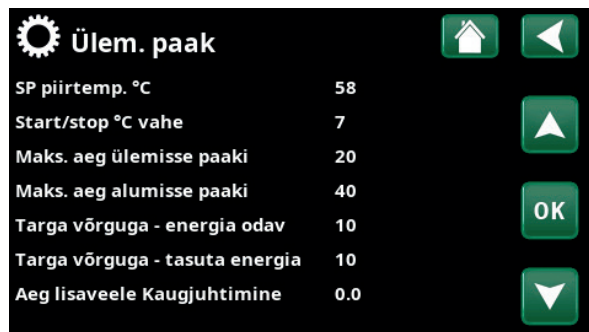 Ülem. paak
SP piirtemp. °C 58
Start/stop °C vahe 7
Maks. aeg ülemisse paaki 20
Maks. aeg alumisse paaki 40
Targa võrguga - energia odav 10
Targa võrguga - tasuta energia 10
Aeg lisaveele Kaugjuhtimine 0.0
OK